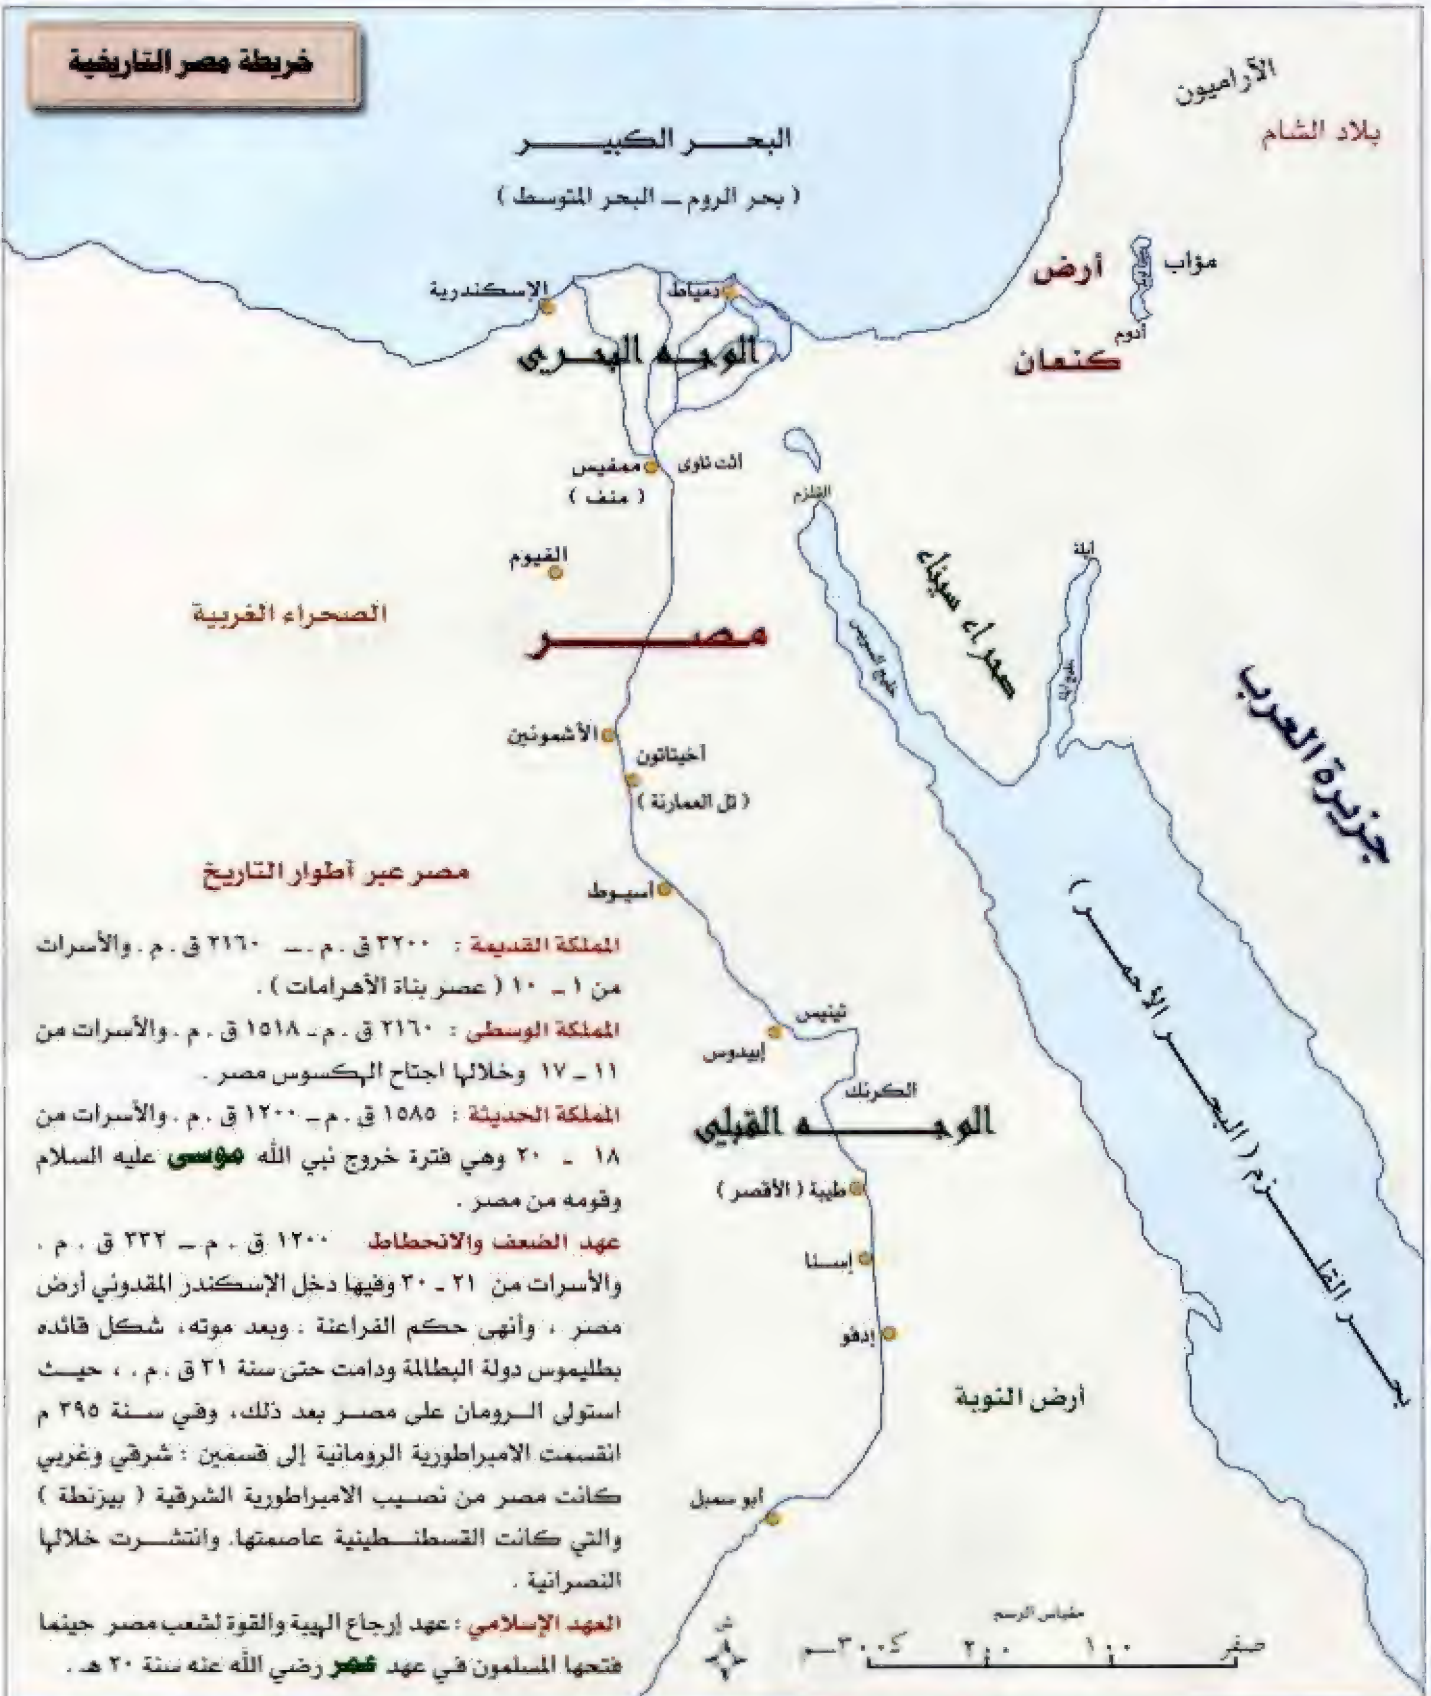 خريطة مصر التاريخية
الآراميون
بلاد الشام
البحر الكبير
( بحر الروم ـ البحر المتوسط )
أرض
مؤاب
أدوم
كنعان
الإسكندرية
دمياط
الوجه البحري
ممفيس
( منف )
اثت تاوى
القلزم
الفيوم
أيلة
صحراء سيناء
الصحراء الغربية
مصر
خليج السويس
خليج أيلة
جزيرة العرب
الأشمونين
أخيتاتون
( تل العمارنة )
أسيوط
بحر القلزم ( البحر الأحمر )
ثينيس
إبيدوس
الكرنك
الوجه القبلي
طيبة ( الأقصر )
إسنا
إدفو
أرض النوبة
أبو سمبل
مصر عبر أطوار التاريخ
المملكة القديمة : ٣٢٠٠ ق . م . ـ ٢١٦٠ ق . م . والأسرات
من ١ ـ ١٠ ( عصر بناة الأهرامات ) .
المملكة الوسطى : ٢١٦٠ ق . م ـ ١٥١٨ ق . م . والأسرات من
١١ ـ ١٧ وخلالها اجتاح الهكسوس مصر .
المملكة الحديثة : ١٥٨٥ ق . م ـ ١٢٠٠ ق . م . والأسرات من
١٨ ـ ٢٠ وهي فترة خروج نبي الله موسى عليه السلام
وقومه من مصر .
عهد الضعف والانحطاط ١٢٠٠ ق . م ـ ٣٣٢ ق . م .
والأسرات من ٢١ ـ ٣٠ وفيها دخل الإسكندر المقدوني أرض
مصر ، وأنهى حكم الفراعنة . وبعد موته، شكل قائده
بطليموس دولة البطالمة ودامت حتى سنة ٣١ ق . م . ، حيث
استولى الرومان على مصر بعد ذلك، وفي سنة ٣٩٥ م
انقسمت الامبراطورية الرومانية إلى قسمين : شرقي وغربي
كانت مصر من نصيب الامبراطورية الشرقية ( بيزنطة )
والتي كانت القسطنطينية عاصمتها. وانتشرت خلالها
النصرانية .
العهد الإسلامي : عهد إرجاع الهيبة والقوة لشعب مصر حينما
فتحها المسلمون في عهد عمر رضي الله عنه سنة ٢٠ هـ .
ش
مقياس الرسم
صفر ١٠٠ ٢٠٠ ٣٠٠كـم